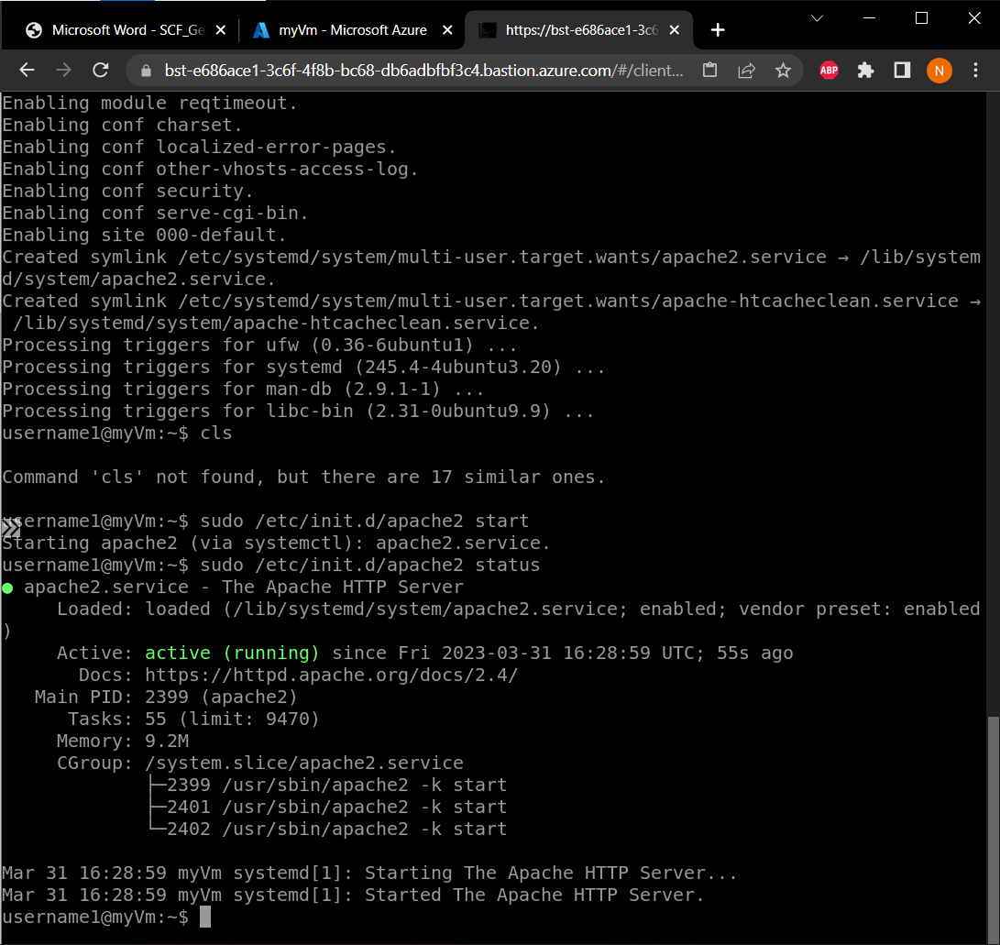 Microsoft Word - SCF_Ge
myVm - Microsoft Azure
https://bst-e686ace1-3c6f
bst-e686ace1-3c6f-4f8b-bc68-db6adbfbf3c4.bastion.azure.com/#/client...
ABP
N
Enabling module reqtimeout.
Enabling conf charset.
Enabling conf localized-error-pages.
Enabling conf other-vhosts-access-log.
Enabling conf security.
Enabling conf serve-cgi-bin.
Enabling site 000-default.
Created symlink /etc/systemd/system/multi-user.target.wants/apache2.service → /lib/system
d/system/apache2.service.
Created symlink /etc/systemd/system/multi-user.target.wants/apache-htcacheclean.service →
 /lib/systemd/system/apache-htcacheclean.service.
Processing triggers for ufw (0.36-6ubuntu1) ...
Processing triggers for systemd (245.4-4ubuntu3.20) ...
Processing triggers for man-db (2.9.1-1) ...
Processing triggers for libc-bin (2.31-0ubuntu9.9) ...
username1@myVm:~$ cls
Command 'cls' not found, but there are 17 similar ones.
username1@myVm:~$ sudo /etc/init.d/apache2 start
Starting apache2 (via systemctl): apache2.service.
username1@myVm:~$ sudo /etc/init.d/apache2 status
● apache2.service - The Apache HTTP Server
     Loaded: loaded (/lib/systemd/system/apache2.service; enabled; vendor preset: enabled
)
     Active: active (running) since Fri 2023-03-31 16:28:59 UTC; 55s ago
       Docs: https://httpd.apache.org/docs/2.4/
   Main PID: 2399 (apache2)
      Tasks: 55 (limit: 9470)
     Memory: 9.2M
     CGroup: /system.slice/apache2.service
             ├─2399 /usr/sbin/apache2 -k start
             ├─2401 /usr/sbin/apache2 -k start
             └─2402 /usr/sbin/apache2 -k start
Mar 31 16:28:59 myVm systemd[1]: Starting The Apache HTTP Server...
Mar 31 16:28:59 myVm systemd[1]: Started The Apache HTTP Server.
username1@myVm:~$